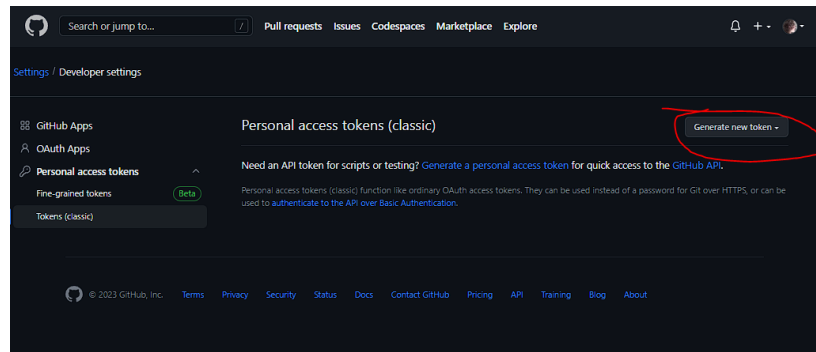 Search or jump to... / Pull requests Issues Codespaces Marketplace Explore
Settings / Developer settings
GitHub Apps
OAuth Apps
Personal access tokens
Fine-grained tokens Beta
Tokens (classic)
Personal access tokens (classic) Generate new token
Need an API token for scripts or testing? Generate a personal access token for quick access to the GitHub API.
Personal access tokens (classic) function like ordinary OAuth access tokens. They can be used instead of a password for Git over HTTPS, or can be
used to authenticate to the API over Basic Authentication.
© 2023 GitHub, Inc. Terms Privacy Security Status Docs Contact GitHub Pricing API Training Blog About